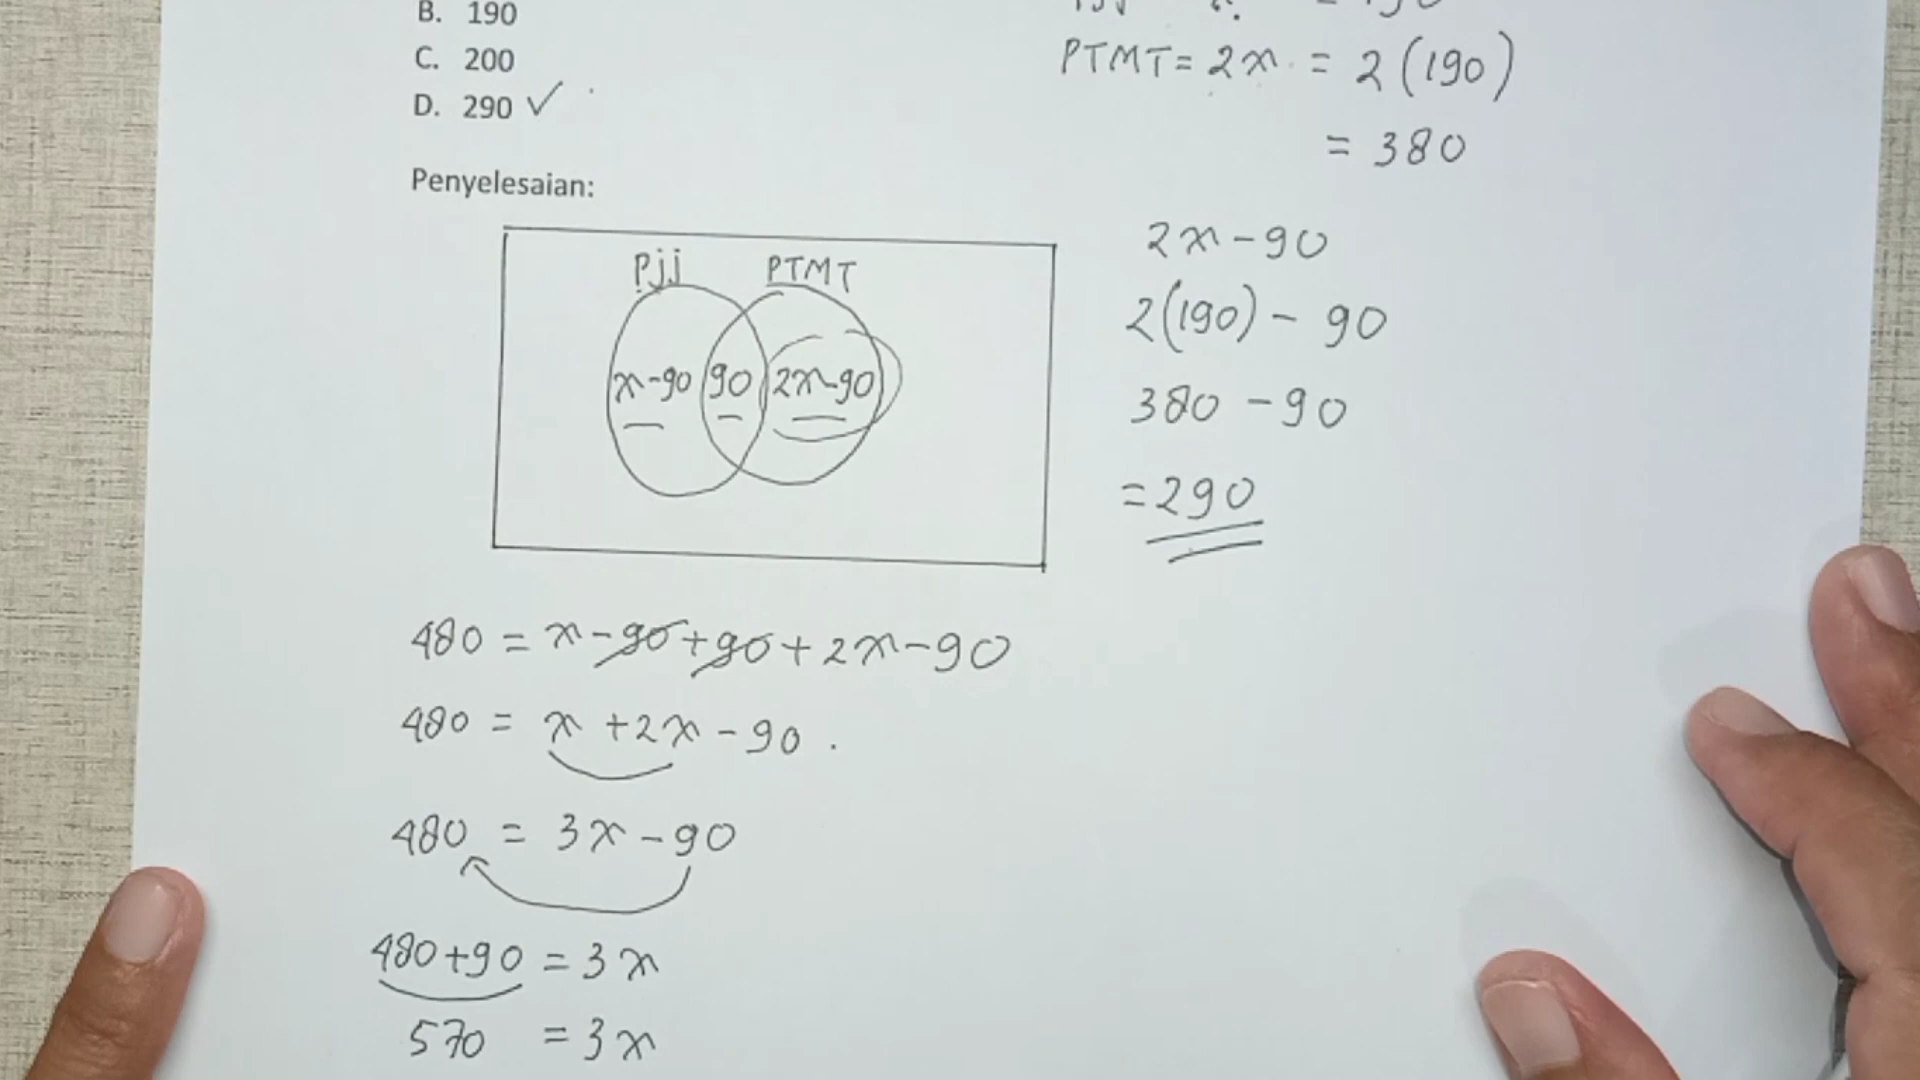 B. 190
C. 200
D. 290 ✓
Penyelesaian:
Pjj PTMT
x-90 90 2x-90
480 = x-90+90+2x-90
480 = x +2x -90 .
480 = 3x-90
480+90 = 3x
570 = 3x
PTMT = 2x = 2(190)
= 380
2x-90
2(190) - 90
380 -90
=290